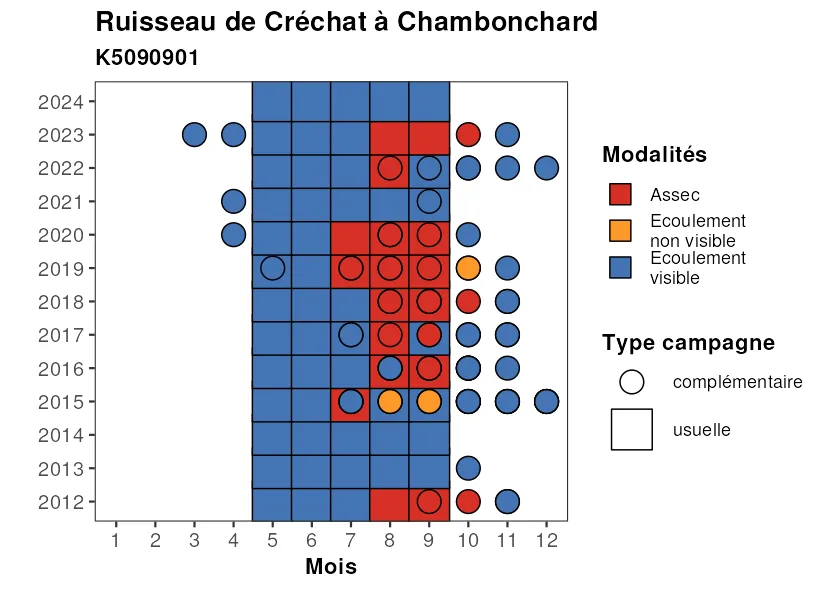 Ruisseau de Créchat à Chambonchard
K5090901
2024
2023
2022
2021
2020
2019
2018
2017
2016
2015
2014
2013
2012
1 2 3 4 5 6 7 8 9 10 11 12
Mois
Modalités
Assec
Ecoulement
non visible
Ecoulement
visible
Type campagne
complémentaire
usuelle